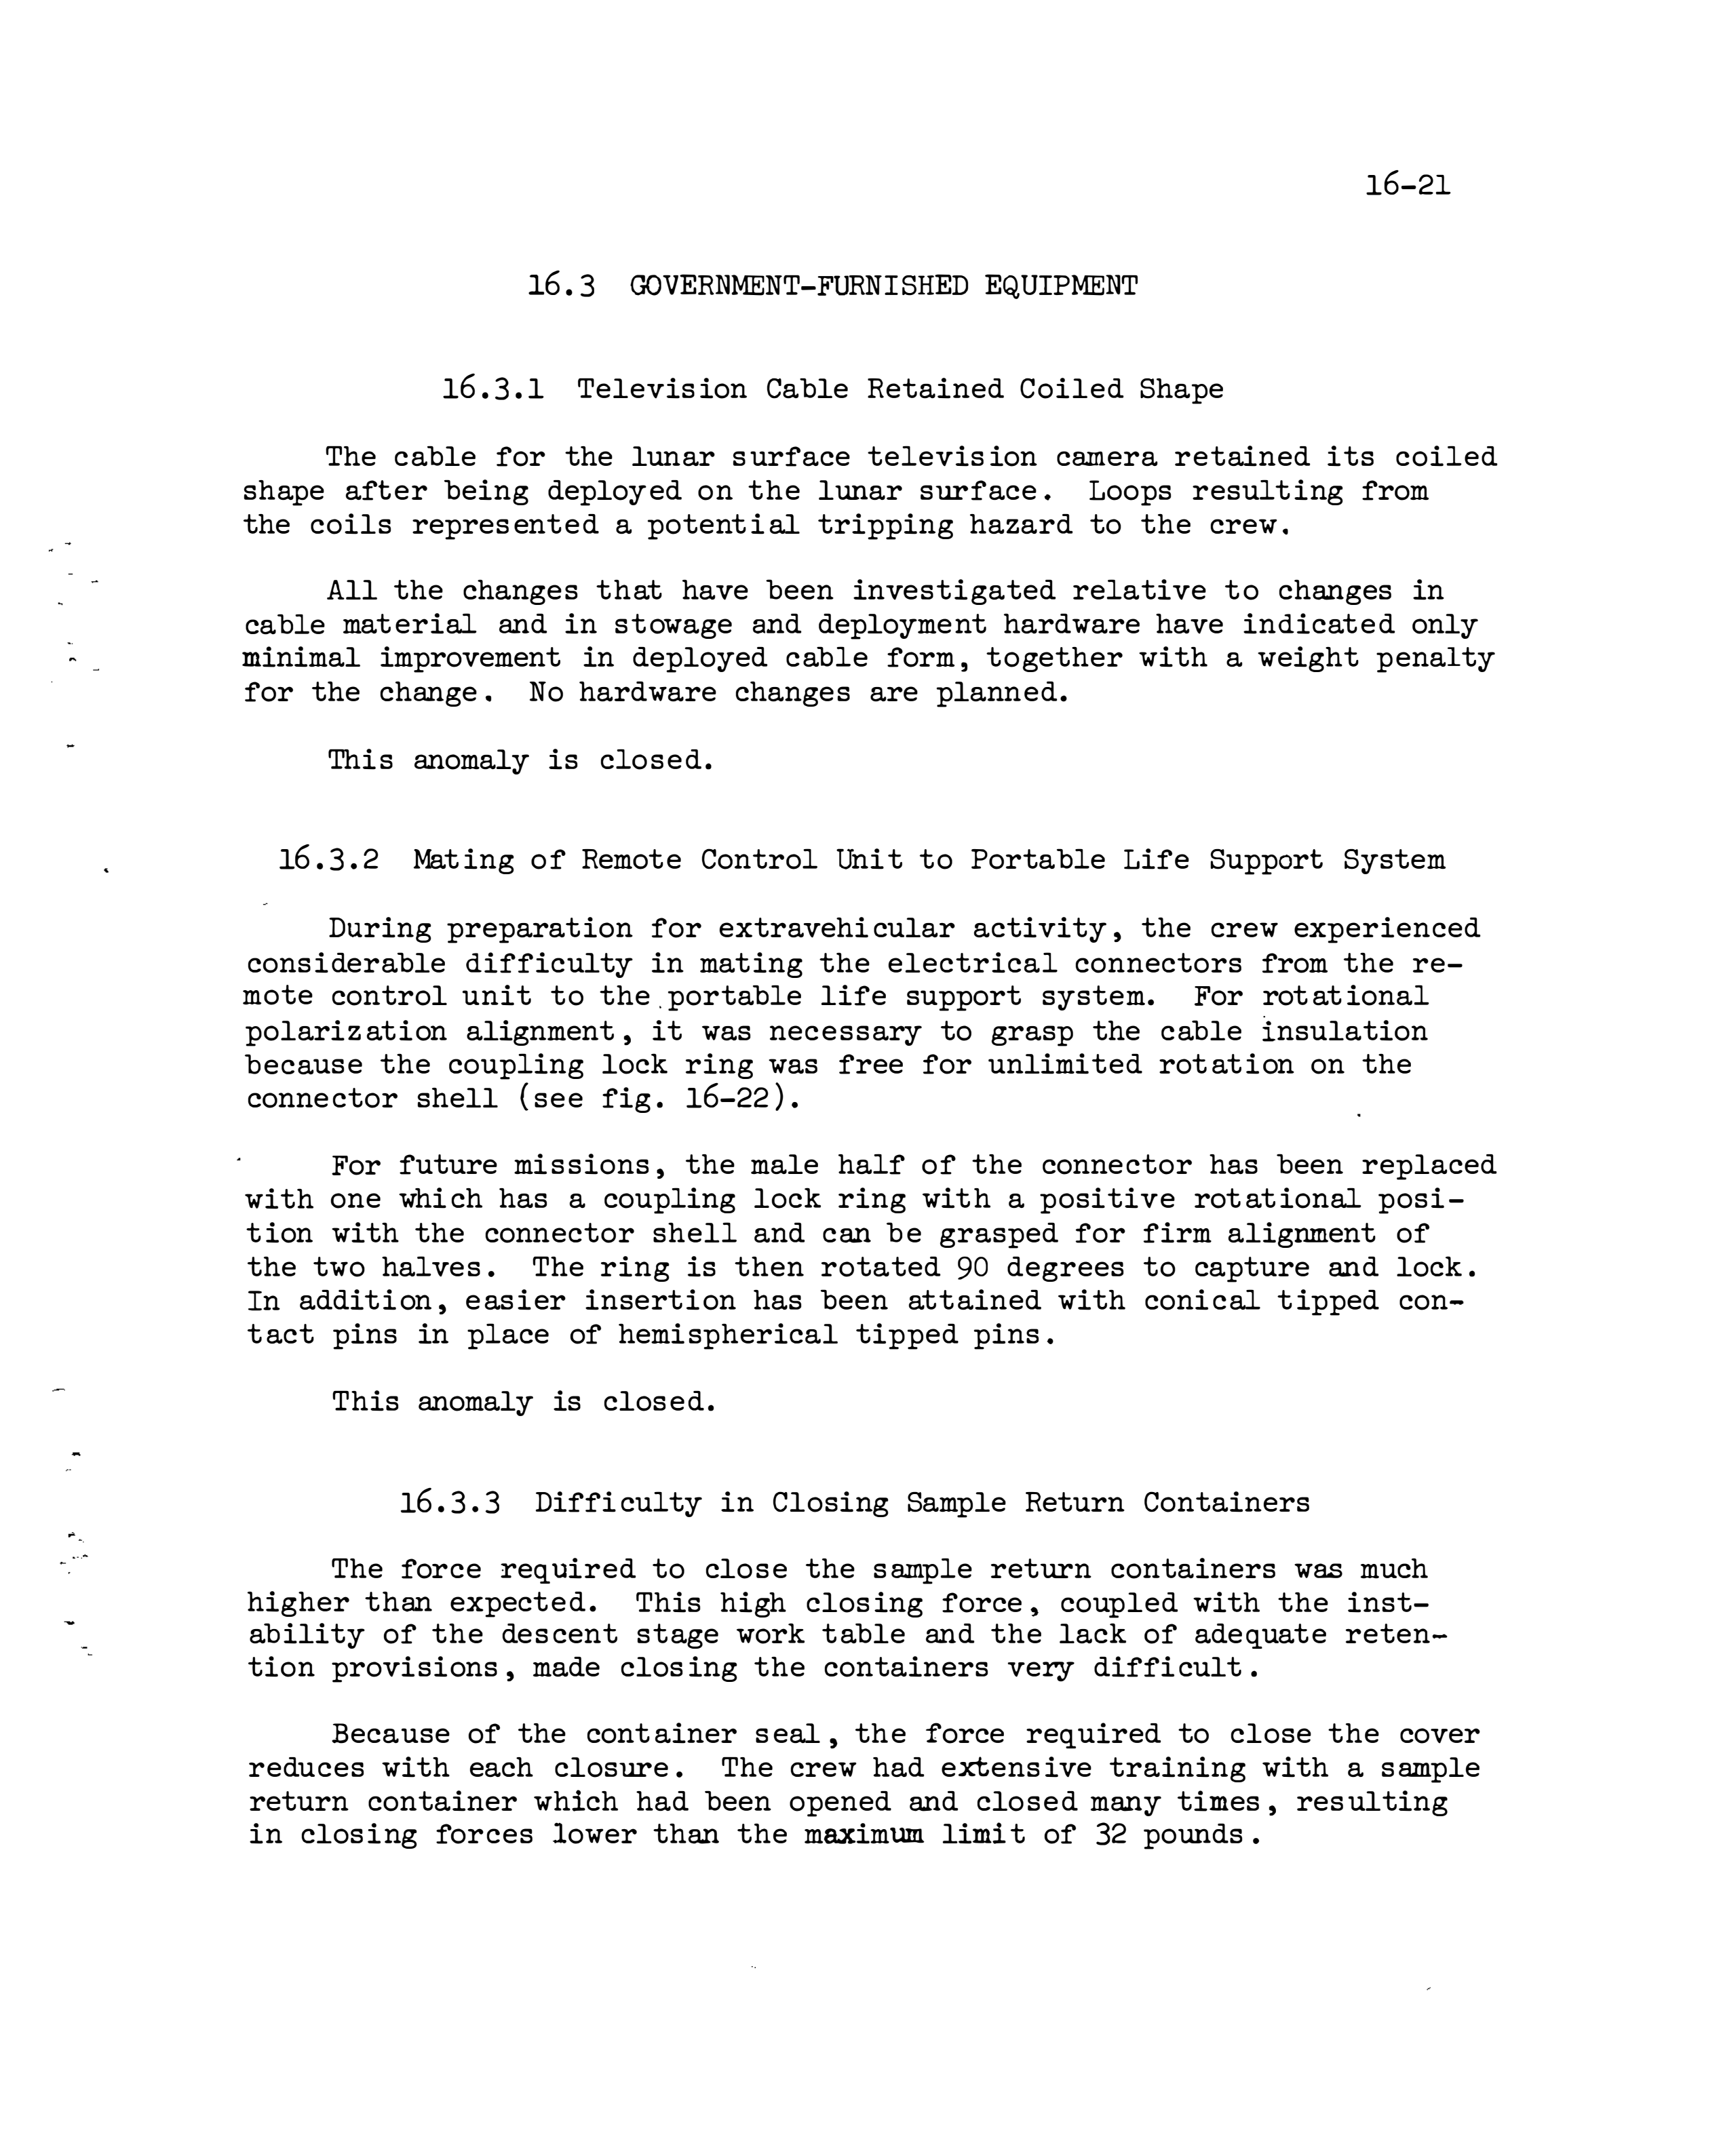 16-21
16.3 GOVERNMENT-FURNISHED EQUIPMENT
16.3.1 Television Cable Retained Coiled Shape
The cable for the lunar surface television camera retained its coiled
shape after being deployed on the lunar surface. Loops resulting from
the coils represented a potential tripping hazard to the crew.
All the changes that have been investigated relative to changes in
cable material and in stowage and deployment hardware have indicated only
minimal improvement in deployed cable form, together with a weight penalty
for the change. No hardware changes are planned.
This anomaly is closed.
16.3.2 Mating of Remote Control Unit to Portable Life Support System
During preparation for extravehicular activity, the crew experienced
considerable difficulty in mating the electrical connectors from the re-
mote control unit to the portable life support system. For rotational
polarization alignment, it was necessary to grasp the cable insulation
because the coupling lock ring was free for unlimited rotation on the
connector shell (see fig. 16-22).
For future missions, the male half of the connector has been replaced
with one which has a coupling lock ring with a positive rotational posi-
tion with the connector shell and can be grasped for firm alignment of
the two halves. The ring is then rotated 90 degrees to capture and lock.
In addition, easier insertion has been attained with conical tipped con-
tact pins in place of hemispherical tipped pins.
This anomaly is closed.
16.3.3 Difficulty in Closing Sample Return Containers
The force required to close the sample return containers was much
higher than expected. This high closing force, coupled with the inst-
ability of the descent stage work table and the lack of adequate reten-
tion provisions, made closing the containers very difficult.
Because of the container seal, the force required to close the cover
reduces with each closure. The crew had extensive training with a sample
return container which had been opened and closed many times, resulting
in closing forces lower than the maximum limit of 32 pounds.